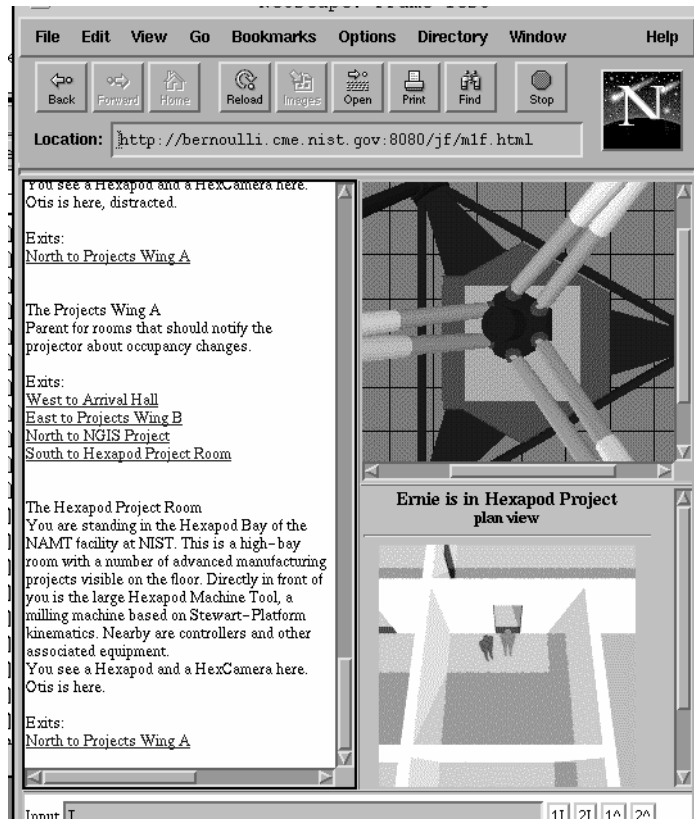 File Edit View Go Bookmarks Options Directory Window Help
Back Forward Home Reload Images Open Print Find Stop
N
Location: http://bernoulli.cme.nist.gov:8080/jf/m1f.html
You see a Hexapod and a HexCamera here.
Otis is here, distracted.
Exits:
North to Projects Wing A
The Projects Wing A
Parent for rooms that should notify the
projector about occupancy changes.
Exits:
West to Arrival Hall
East to Projects Wing B
North to NGIS Project
South to Hexapod Project Room
The Hexapod Project Room
You are standing in the Hexapod Bay of the
NAMT facility at NIST. This is a high-bay
room with a number of advanced manufacturing
projects visible on the floor. Directly in front of
you is the large Hexapod Machine Tool, a
milling machine based on Stewart-Platform
kinematics. Nearby are controllers and other
associated equipment.
You see a Hexapod and a HexCamera here.
Otis is here.
Exits:
North to Projects Wing A
Ernie is in Hexapod Project
plan view
Input